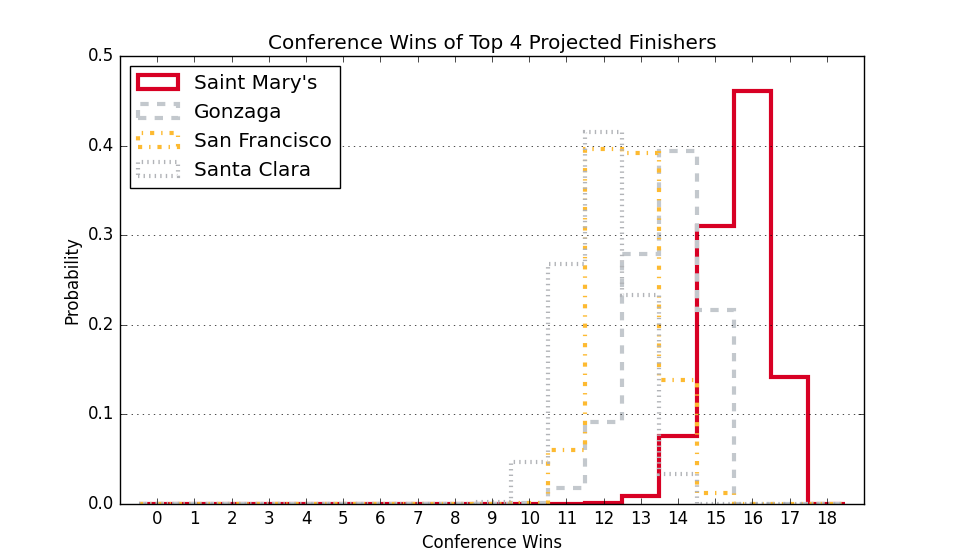 Conference Wins of Top 4 Projected Finishers
0.5
0.4
0.3
0.2
0.1
0.0
Probability
Saint Mary's
Gonzaga
San Francisco
Santa Clara
0 1 2 3 4 5 6 7 8 9 10 11 12 13 14 15 16 17 18
Conference Wins